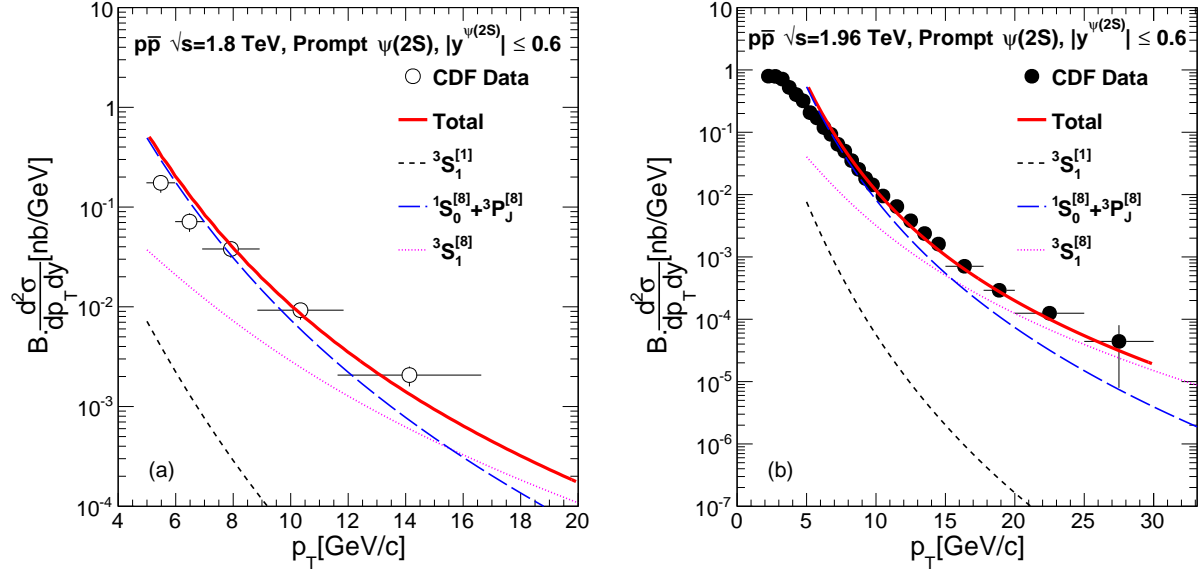 pp̅ √s=1.8 TeV, Prompt ψ(2S), |y^ψ(2S)| ≤ 0.6
CDF Data
Total
³S₁^[1]
¹S₀^[8]+³P_J^[8]
³S₁^[8]
(a)
B.d²σ/dp_Tdy[nb/GeV]
10
1
10⁻¹
10⁻²
10⁻³
10⁻⁴
4 6 8 10 12 14 16 18 20
p_T[GeV/c]
pp̅ √s=1.96 TeV, Prompt ψ(2S), |y^ψ(2S)| ≤ 0.6
CDF Data
Total
³S₁^[1]
¹S₀^[8]+³P_J^[8]
³S₁^[8]
(b)
B.d²σ/dp_Tdy[nb/GeV]
10
1
10⁻¹
10⁻²
10⁻³
10⁻⁴
10⁻⁵
10⁻⁶
10⁻⁷
0 5 10 15 20 25 30
p_T[GeV/c]